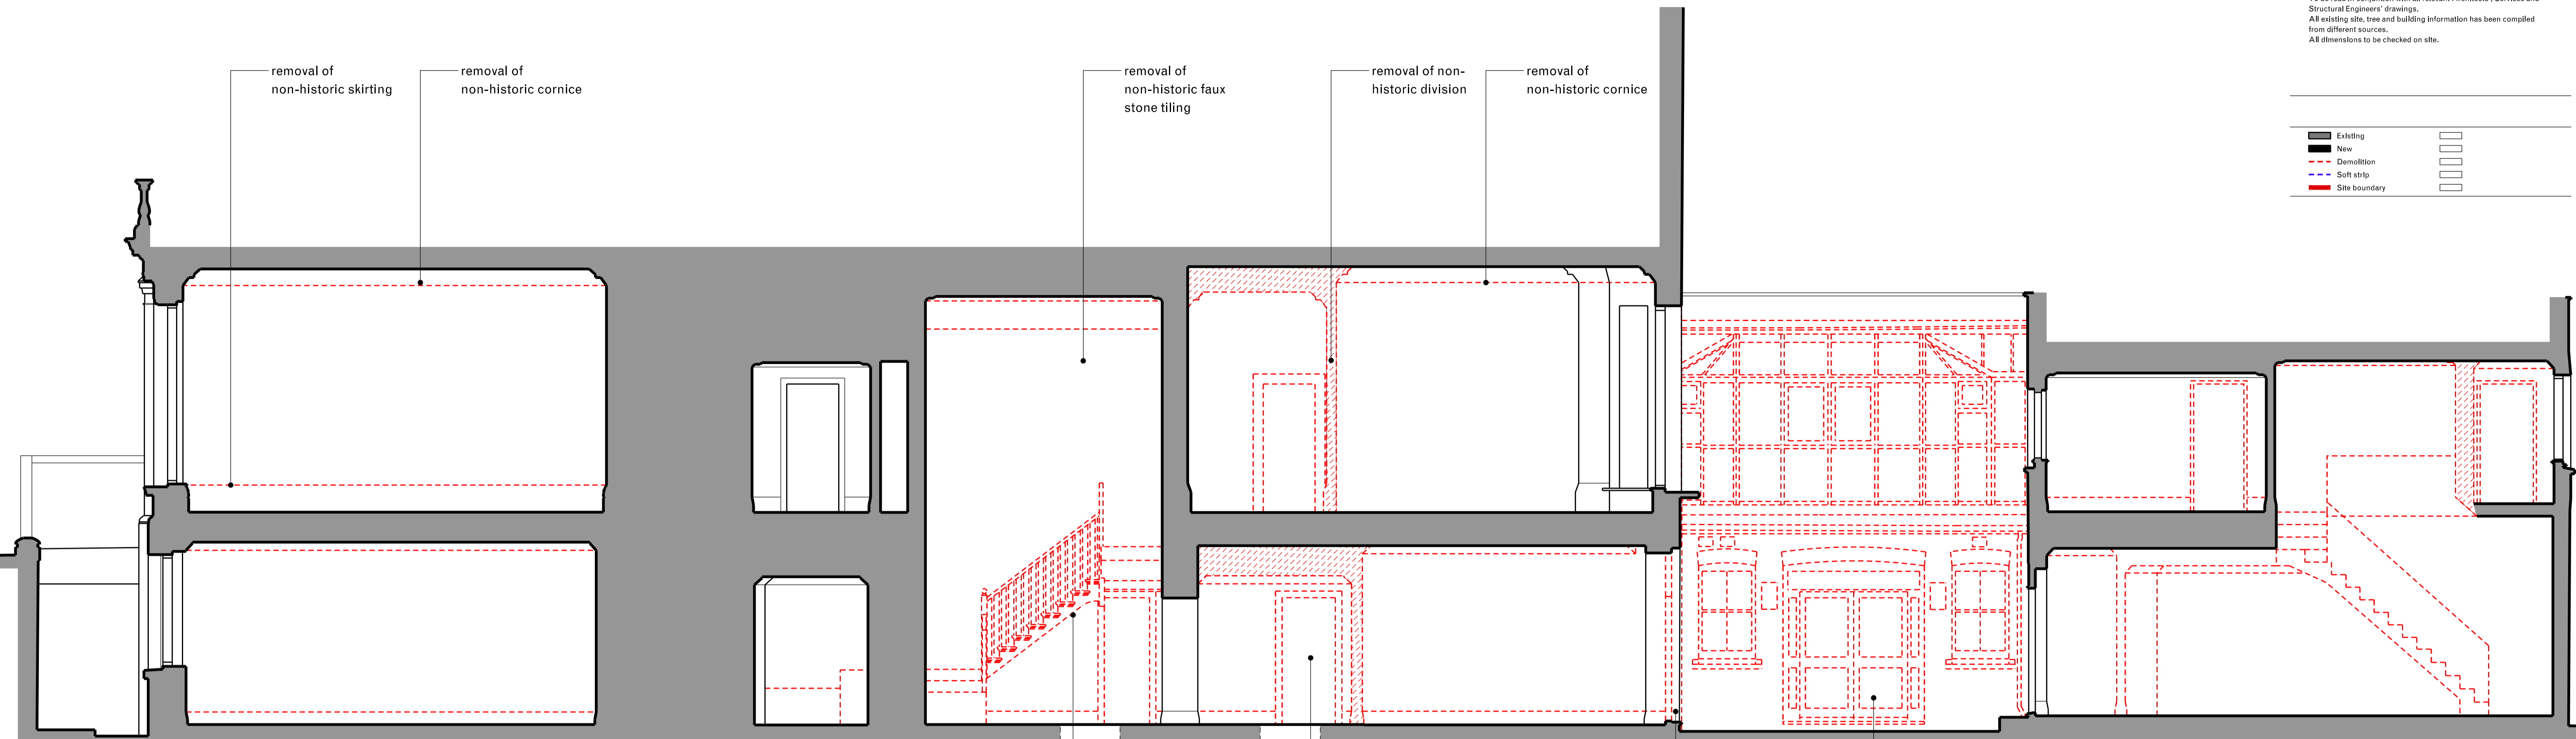 Structural Engineers' drawings.
All existing site, tree and building information has been compiled
from different sources.
All dimensions to be checked on site.
removal of
non-historic skirting
removal of
non-historic cornice
removal of
non-historic faux
stone tiling
removal of non-
historic division
removal of
non-historic cornice
Existing
New
Demolition
Soft strip
Site boundary